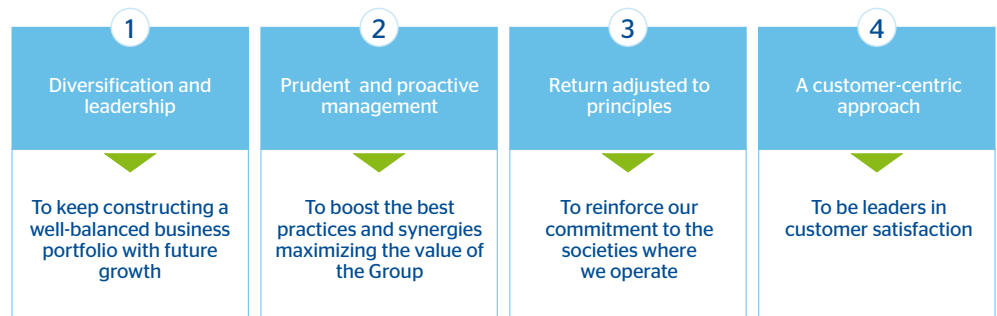 1
Diversification and
leadership
To keep constructing a
well-balanced business
portfolio with future
growth
2
Prudent and proactive
management
To boost the best
practices and synergies
maximizing the value of
the Group
3
Return adjusted to
principles
To reinforce our
commitment to the
societies where
we operate
4
A customer-centric
approach
To be leaders in
customer satisfaction